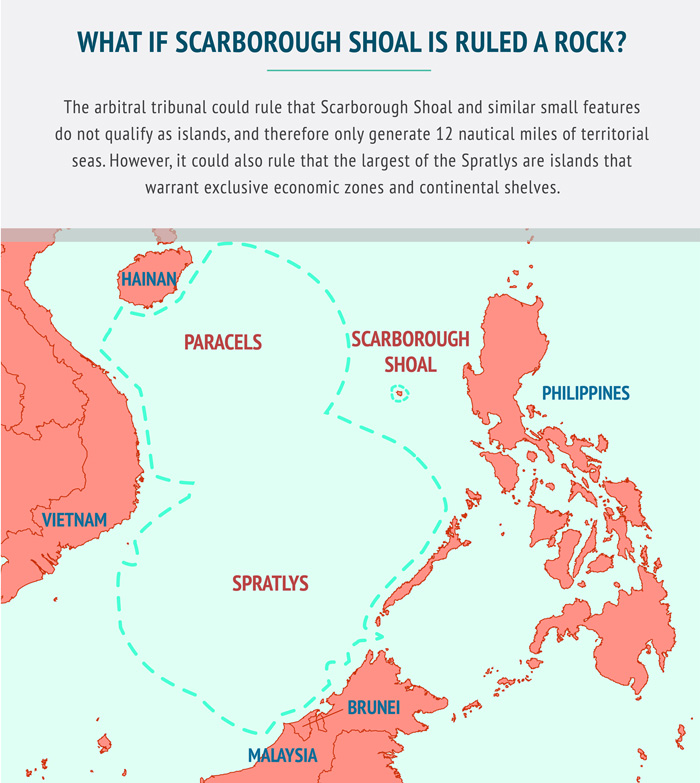 WHAT IF SCARBOROUGH SHOAL IS RULED A ROCK?
The arbitral tribunal could rule that Scarborough Shoal and similar small features
do not qualify as islands, and therefore only generate 12 nautical miles of territorial
seas. However, it could also rule that the largest of the Spratlys are islands that
warrant exclusive economic zones and continental shelves.
HAINAN
PARACELS
SCARBOROUGH
SHOAL
PHILIPPINES
VIETNAM
SPRATLYS
BRUNEI
MALAYSIA